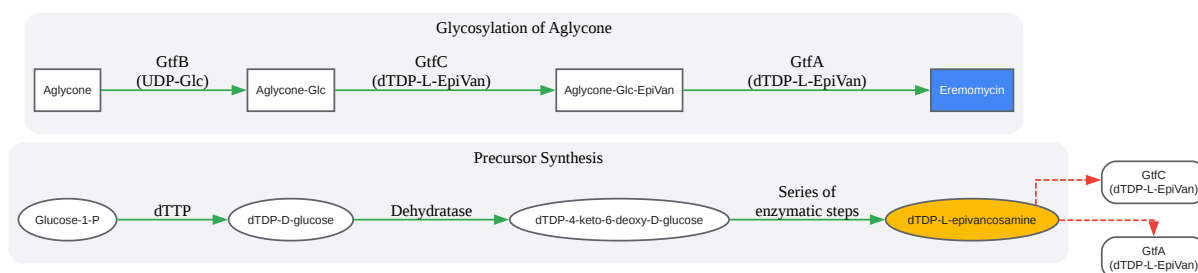 Glycosylation of Aglycone
GtfB
(UDP-Glc)
GtfC
(dTDP-L-EpiVan)
GtfA
(dTDP-L-EpiVan)
Aglycone
Aglycone-Glc
Aglycone-Glc-EpiVan
Eremomycin
Precursor Synthesis
dTTP
Dehydratase
Series of
enzymatic steps
Glucose-1-P
dTDP-D-glucose
dTDP-4-keto-6-deoxy-D-glucose
dTDP-L-epivancosamine
GtfC
(dTDP-L-EpiVan)
GtfA
(dTDP-L-EpiVan)